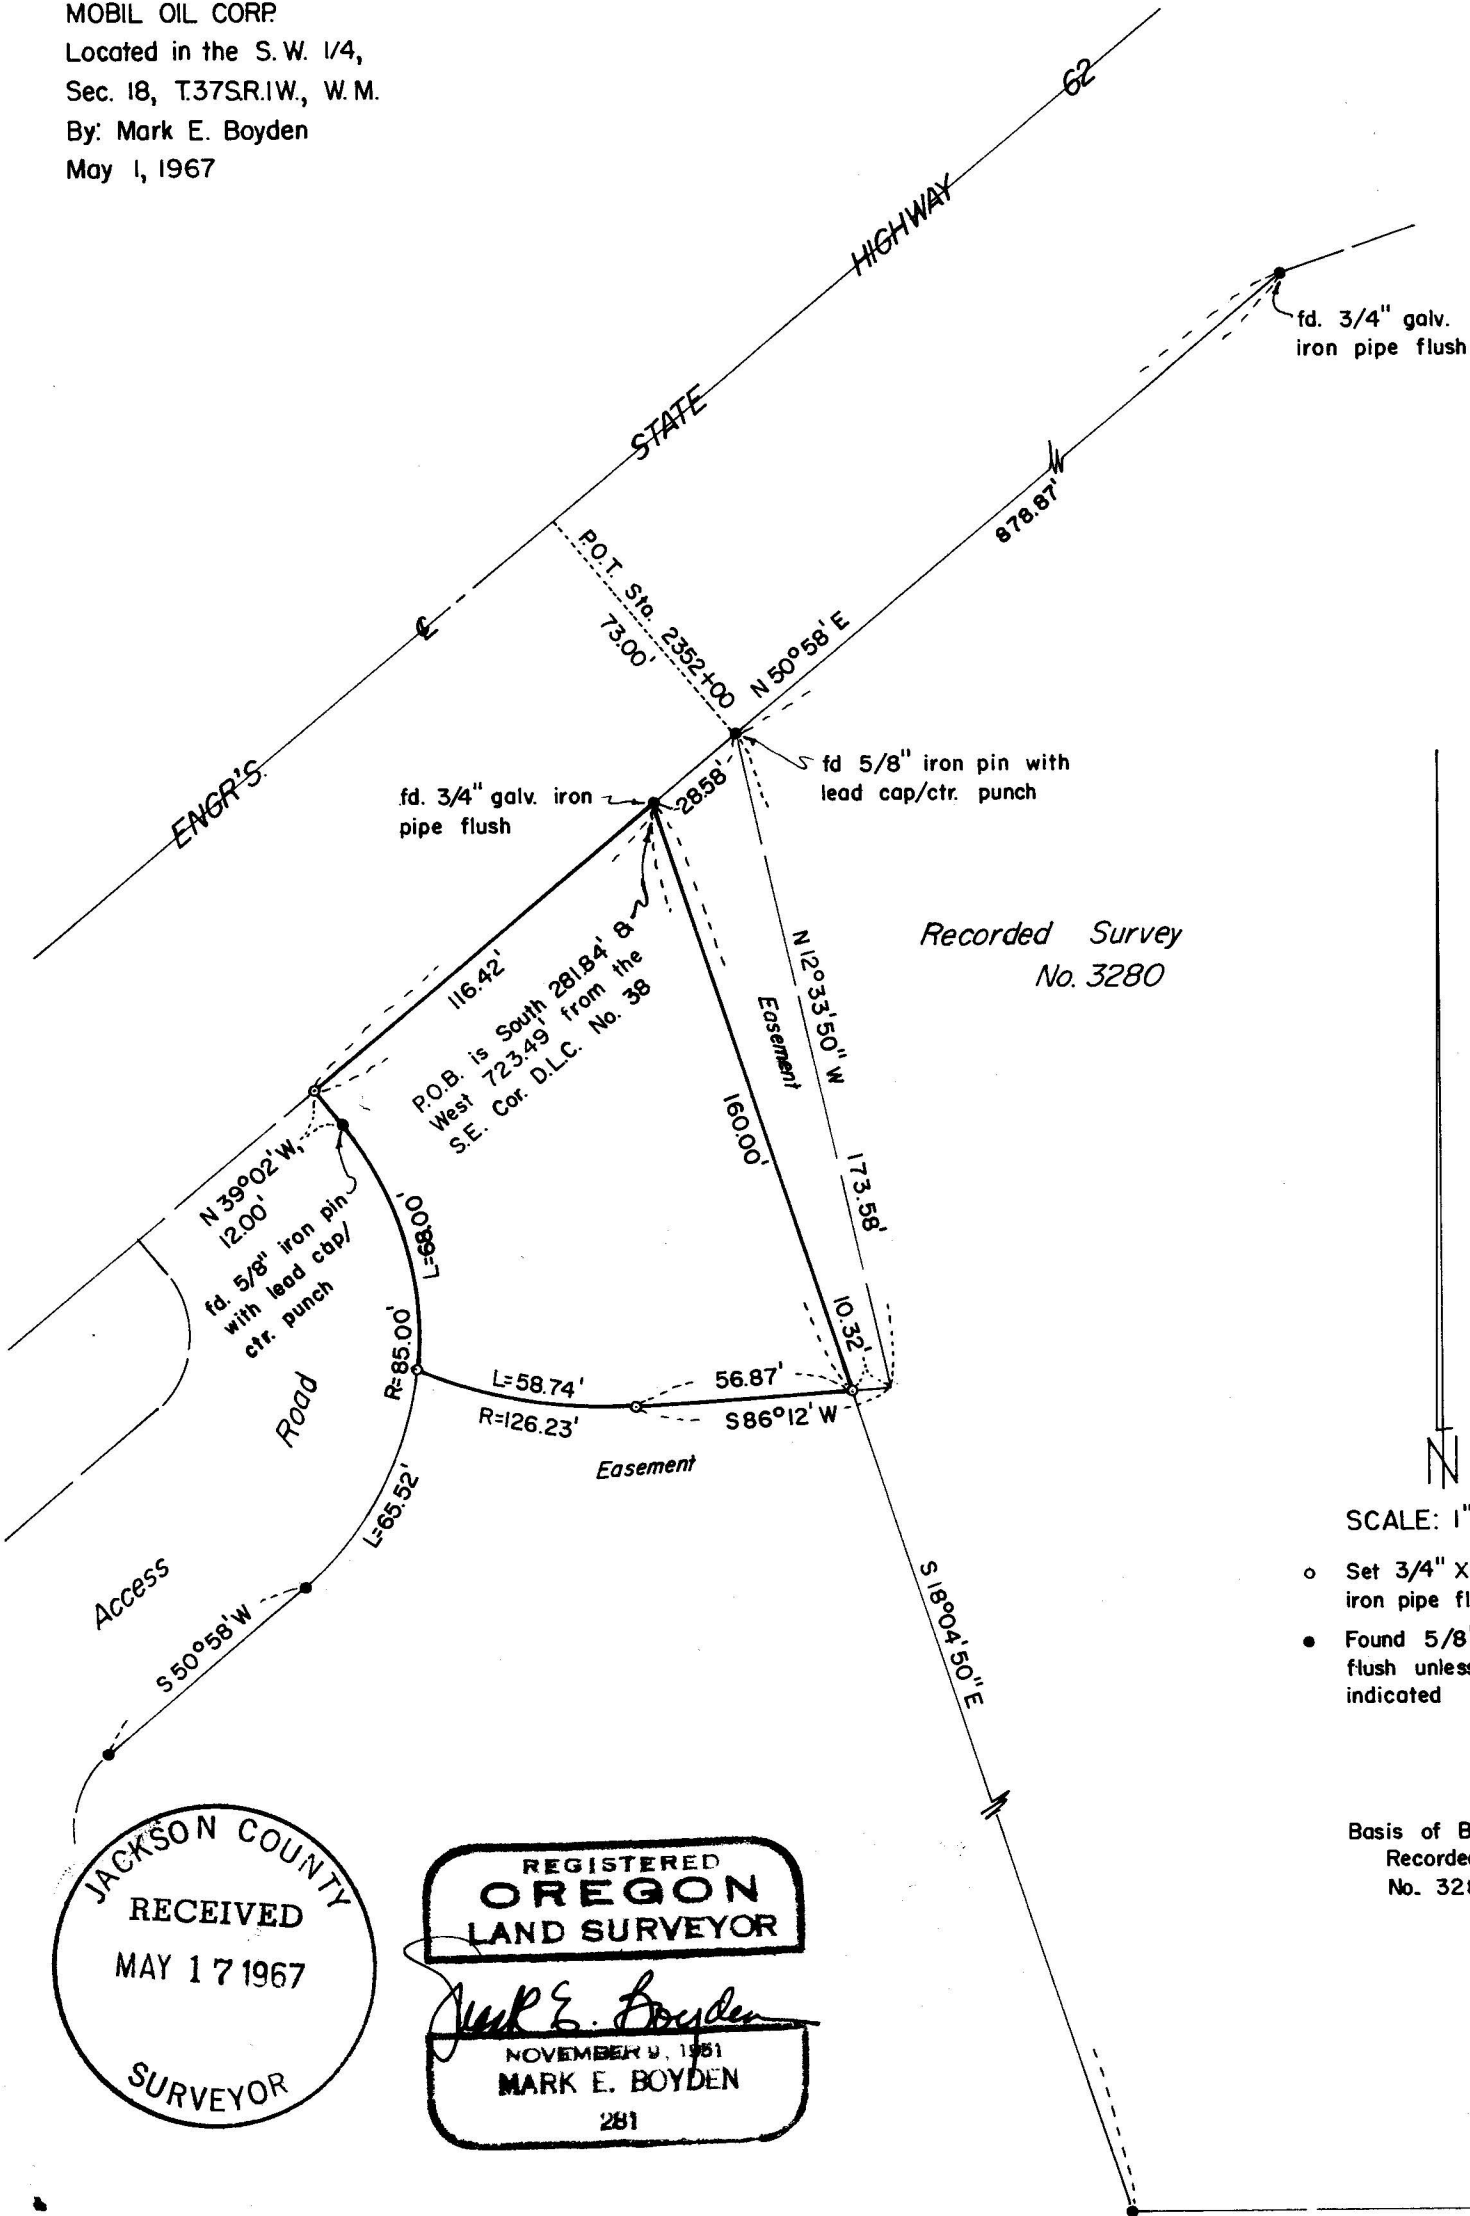 MOBIL OIL CORP.
Located in the S.W. 1/4,
Sec. 18, T.37S.R.1W., W.M.
By: Mark E. Boyden
May 1, 1967
STATE HIGHWAY 62
fd. 3/4" galv.
iron pipe flush
878.87'
P.O.T. Sta. 2352+00
73.00'
N 50°58' E
ENGR'S. ℄
fd. 3/4" galv. iron
pipe flush
28.58'
fd 5/8" iron pin with
lead cap/ctr. punch
Recorded Survey
No. 3280
116.42'
P.O.B. is South 281.84' &
West 723.49' from the
S.E. Cor. D.L.C. No. 38
N 12°33'50" W
173.58'
Easement
160.00'
N 39°02' W,
12.00'
fd. 5/8" iron pin
with lead cap/
ctr. punch
L=68.00'
R=85.00'
10.32'
L=58.74'
R=126.23'
56.87'
S 86°12' W
Easement
Access Road
L=65.52'
S 50°58' W
S 18°04'50" E
N
SCALE: 1"
Set 3/4" X
iron pipe fl
Found 5/8"
flush unless
indicated
Basis of B
Recorded
No. 328
JACKSON COUNTY
RECEIVED
MAY 17 1967
SURVEYOR
REGISTERED
OREGON
LAND SURVEYOR
Mark E. Boyden
NOVEMBER 9, 1951
MARK E. BOYDEN
281